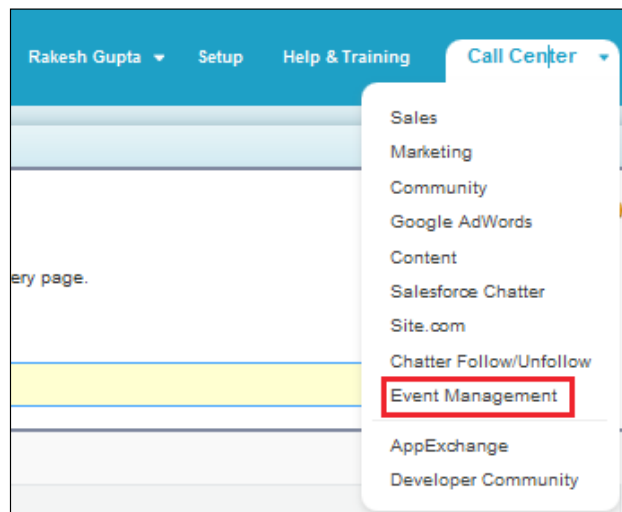 Rakesh Gupta Setup Help & Training Call Center
Sales
Marketing
Community
Google AdWords
Content
ery page.
Salesforce Chatter
Site.com
Chatter Follow/Unfollow
Event Management
AppExchange
Developer Community